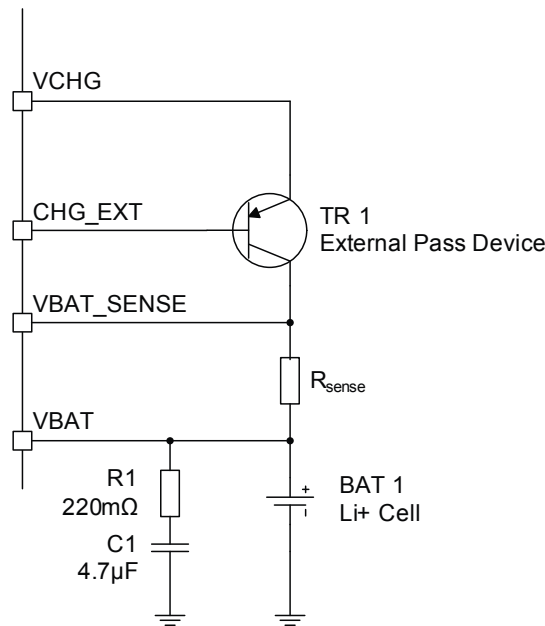 VCHG
CHG_EXT
TR 1
External Pass Device
VBAT_SENSE
Rsense
VBAT
R1
220mΩ
BAT 1
Li+ Cell
C1
4.7µF
+
–